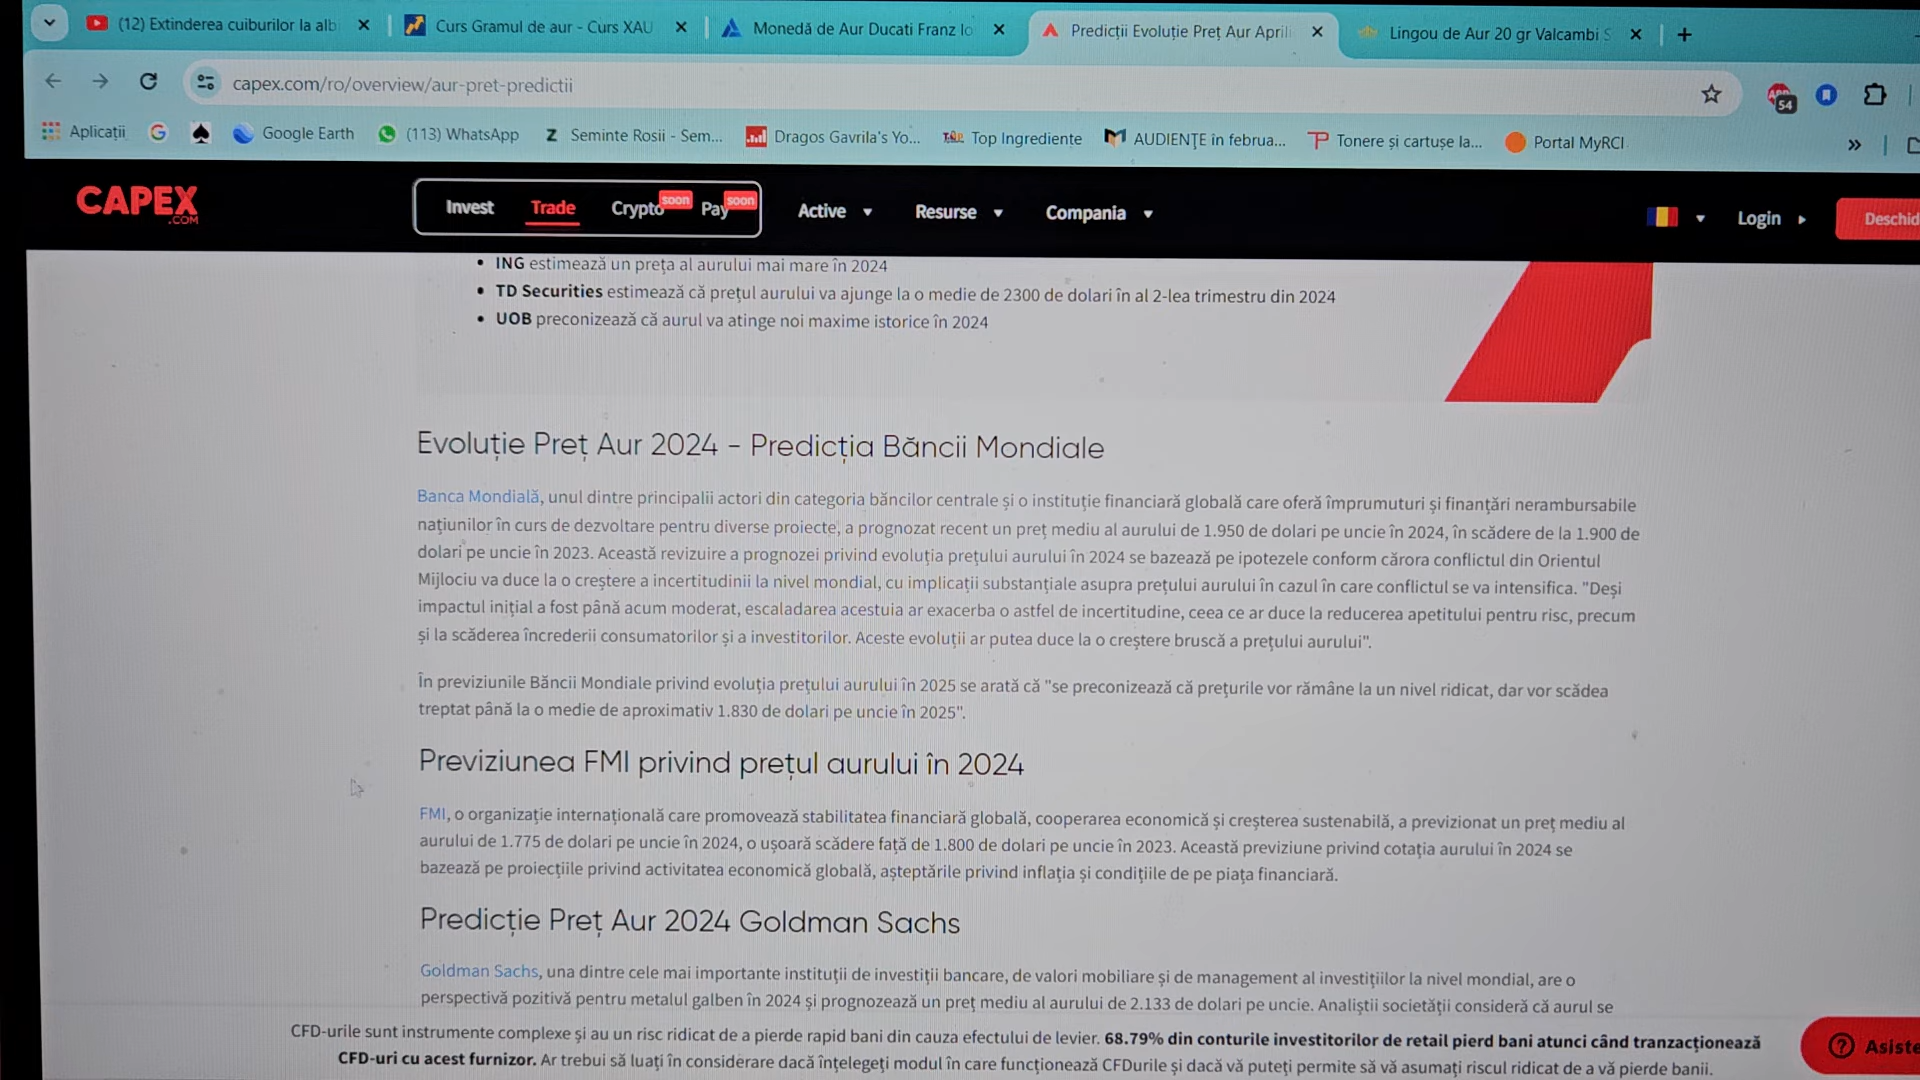 (12) Extinderea cuiburilor la alb
Curs Gramul de aur - Curs XAU
Monedă de Aur Ducati Franz Io
Predicții Evoluție Preț Aur April
Lingou de Aur 20 gr Valcambi S
capex.com/ro/overview/aur-pret-predictii
54
Aplicații
Google Earth
(113) WhatsApp
Seminte Rosii - Sem...
Dragos Gavrila's Yo...
Top Ingrediente
AUDIENȚE in februa...
Tonere și cartușe la...
Portal MyRCI
CAPEX
.COM
Invest
Trade
Crypto soon
Pay soon
Active
Resurse
Compania
Login
Deschid
• ING estimează un preța al aurului mai mare în 2024
• TD Securities estimează că prețul aurului va ajunge la o medie de 2300 de dolari în al 2-lea trimestru din 2024
• UOB preconizează că aurul va atinge noi maxime istorice în 2024
Evoluție Preț Aur 2024 - Predicția Băncii Mondiale
Banca Mondială, unul dintre principalii actori din categoria băncilor centrale și o instituție financiară globală care oferă împrumuturi și finanțări nerambursabile
națiunilor în curs de dezvoltare pentru diverse proiecte, a prognozat recent un preț mediu al aurului de 1.950 de dolari pe uncie în 2024, în scădere de la 1.900 de
dolari pe uncie în 2023. Această revizuire a prognozei privind evoluția prețului aurului în 2024 se bazează pe ipotezele conform cărora conflictul din Orientul
Mijlociu va duce la o creștere a incertitudinii la nivel mondial, cu implicații substanțiale asupra prețului aurului în cazul în care conflictul se va intensifica. "Deși
impactul inițial a fost până acum moderat, escaladarea acestuia ar exacerba o astfel de incertitudine, ceea ce ar duce la reducerea apetitului pentru risc, precum
și la scăderea încrederii consumatorilor și a investitorilor. Aceste evoluții ar putea duce la o creștere bruscă a prețului aurului".
În previziunile Băncii Mondiale privind evoluția prețului aurului în 2025 se arată că "se preconizează că prețurile vor rămâne la un nivel ridicat, dar vor scădea
treptat până la o medie de aproximativ 1.830 de dolari pe uncie în 2025".
Previziunea FMI privind prețul aurului în 2024
FMI, o organizație internațională care promovează stabilitatea financiară globală, cooperarea economică și creșterea sustenabilă, a previzionat un preț mediu al
aurului de 1.775 de dolari pe uncie în 2024, o ușoară scădere față de 1.800 de dolari pe uncie în 2023. Această previziune privind cotația aurului în 2024 se
bazează pe proiecțiile privind activitatea economică globală, așteptările privind inflația și condițiile de pe piața financiară.
Predicție Preț Aur 2024 Goldman Sachs
Goldman Sachs, una dintre cele mai importante instituții de investiții bancare, de valori mobiliare și de management al investițiilor la nivel mondial, are o
perspectivă pozitivă pentru metalul galben în 2024 și prognozează un preț mediu al aurului de 2.133 de dolari pe uncie. Analiștii societății consideră că aurul se
CFD-urile sunt instrumente complexe și au un risc ridicat de a pierde rapid bani din cauza efectului de levier. 68.79% din conturile investitorilor de retail pierd bani atunci când tranzacționează
CFD-uri cu acest furnizor. Ar trebui să luați în considerare dacă înțelegeți modul în care funcționează CFDurile și dacă vă puteți permite să vă asumați riscul ridicat de a vă pierde banii.
Asiste